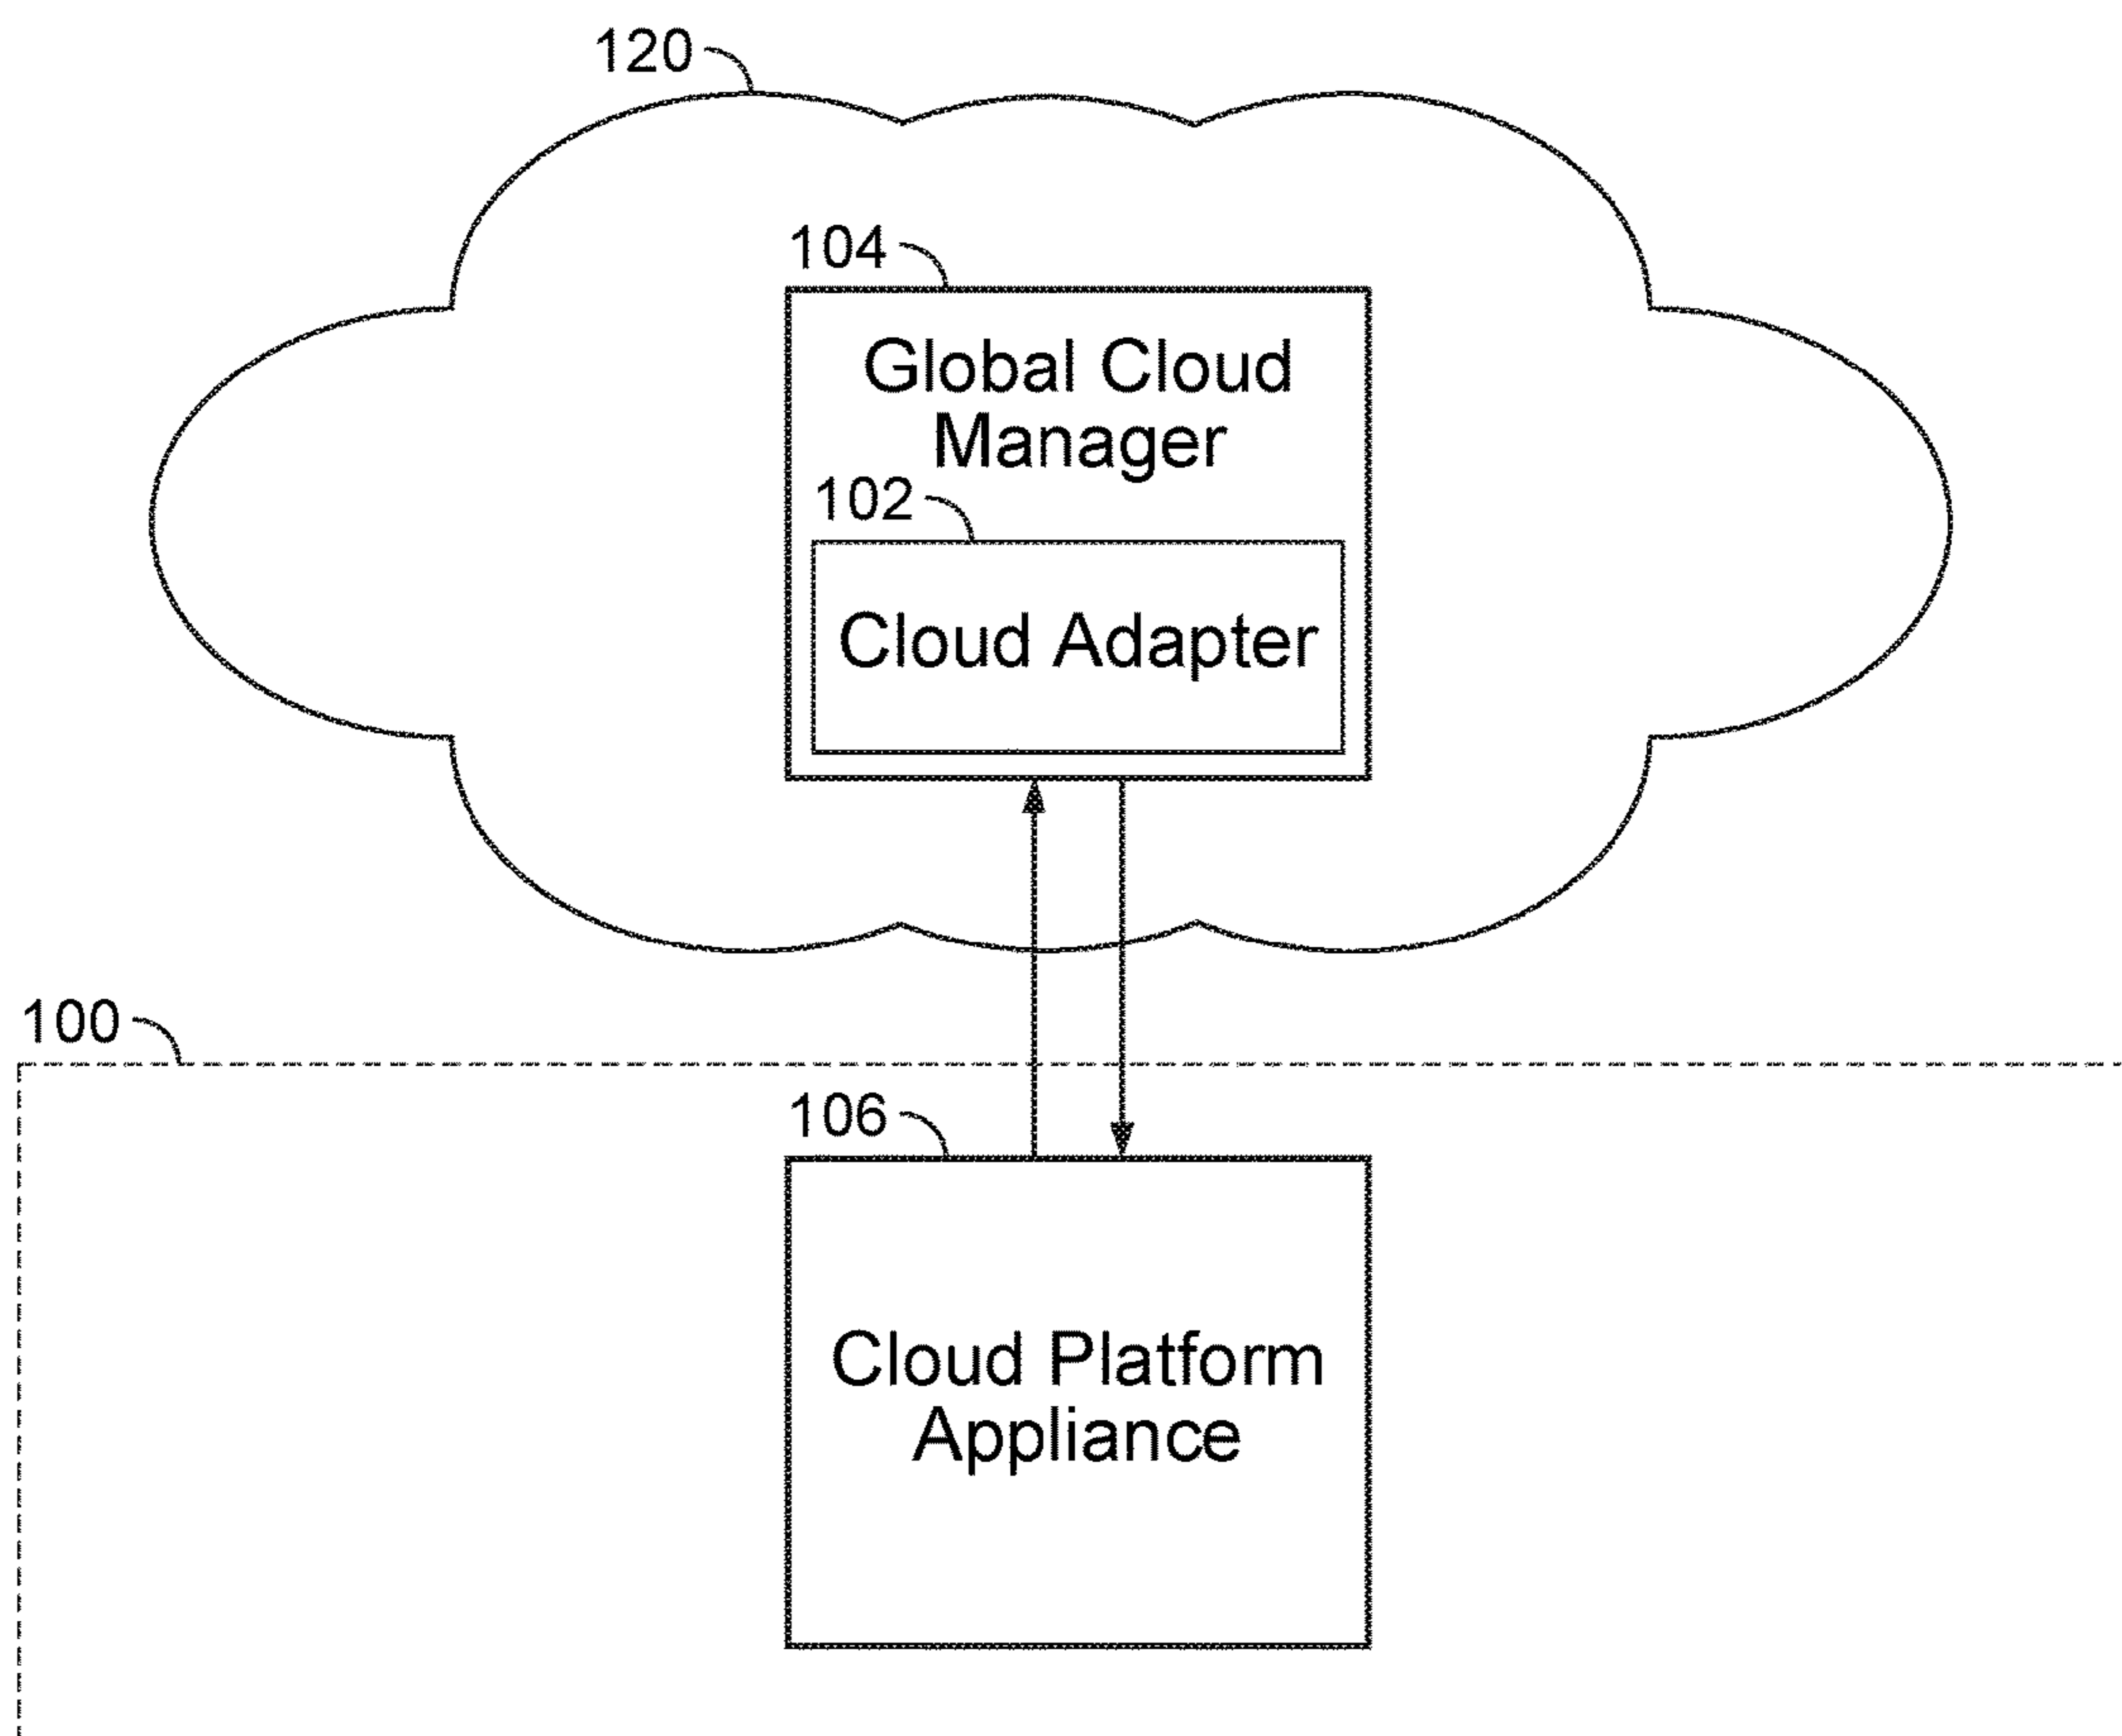 120
104
Global Cloud
Manager
102
Cloud Adapter
100
106
Cloud Platform
Appliance